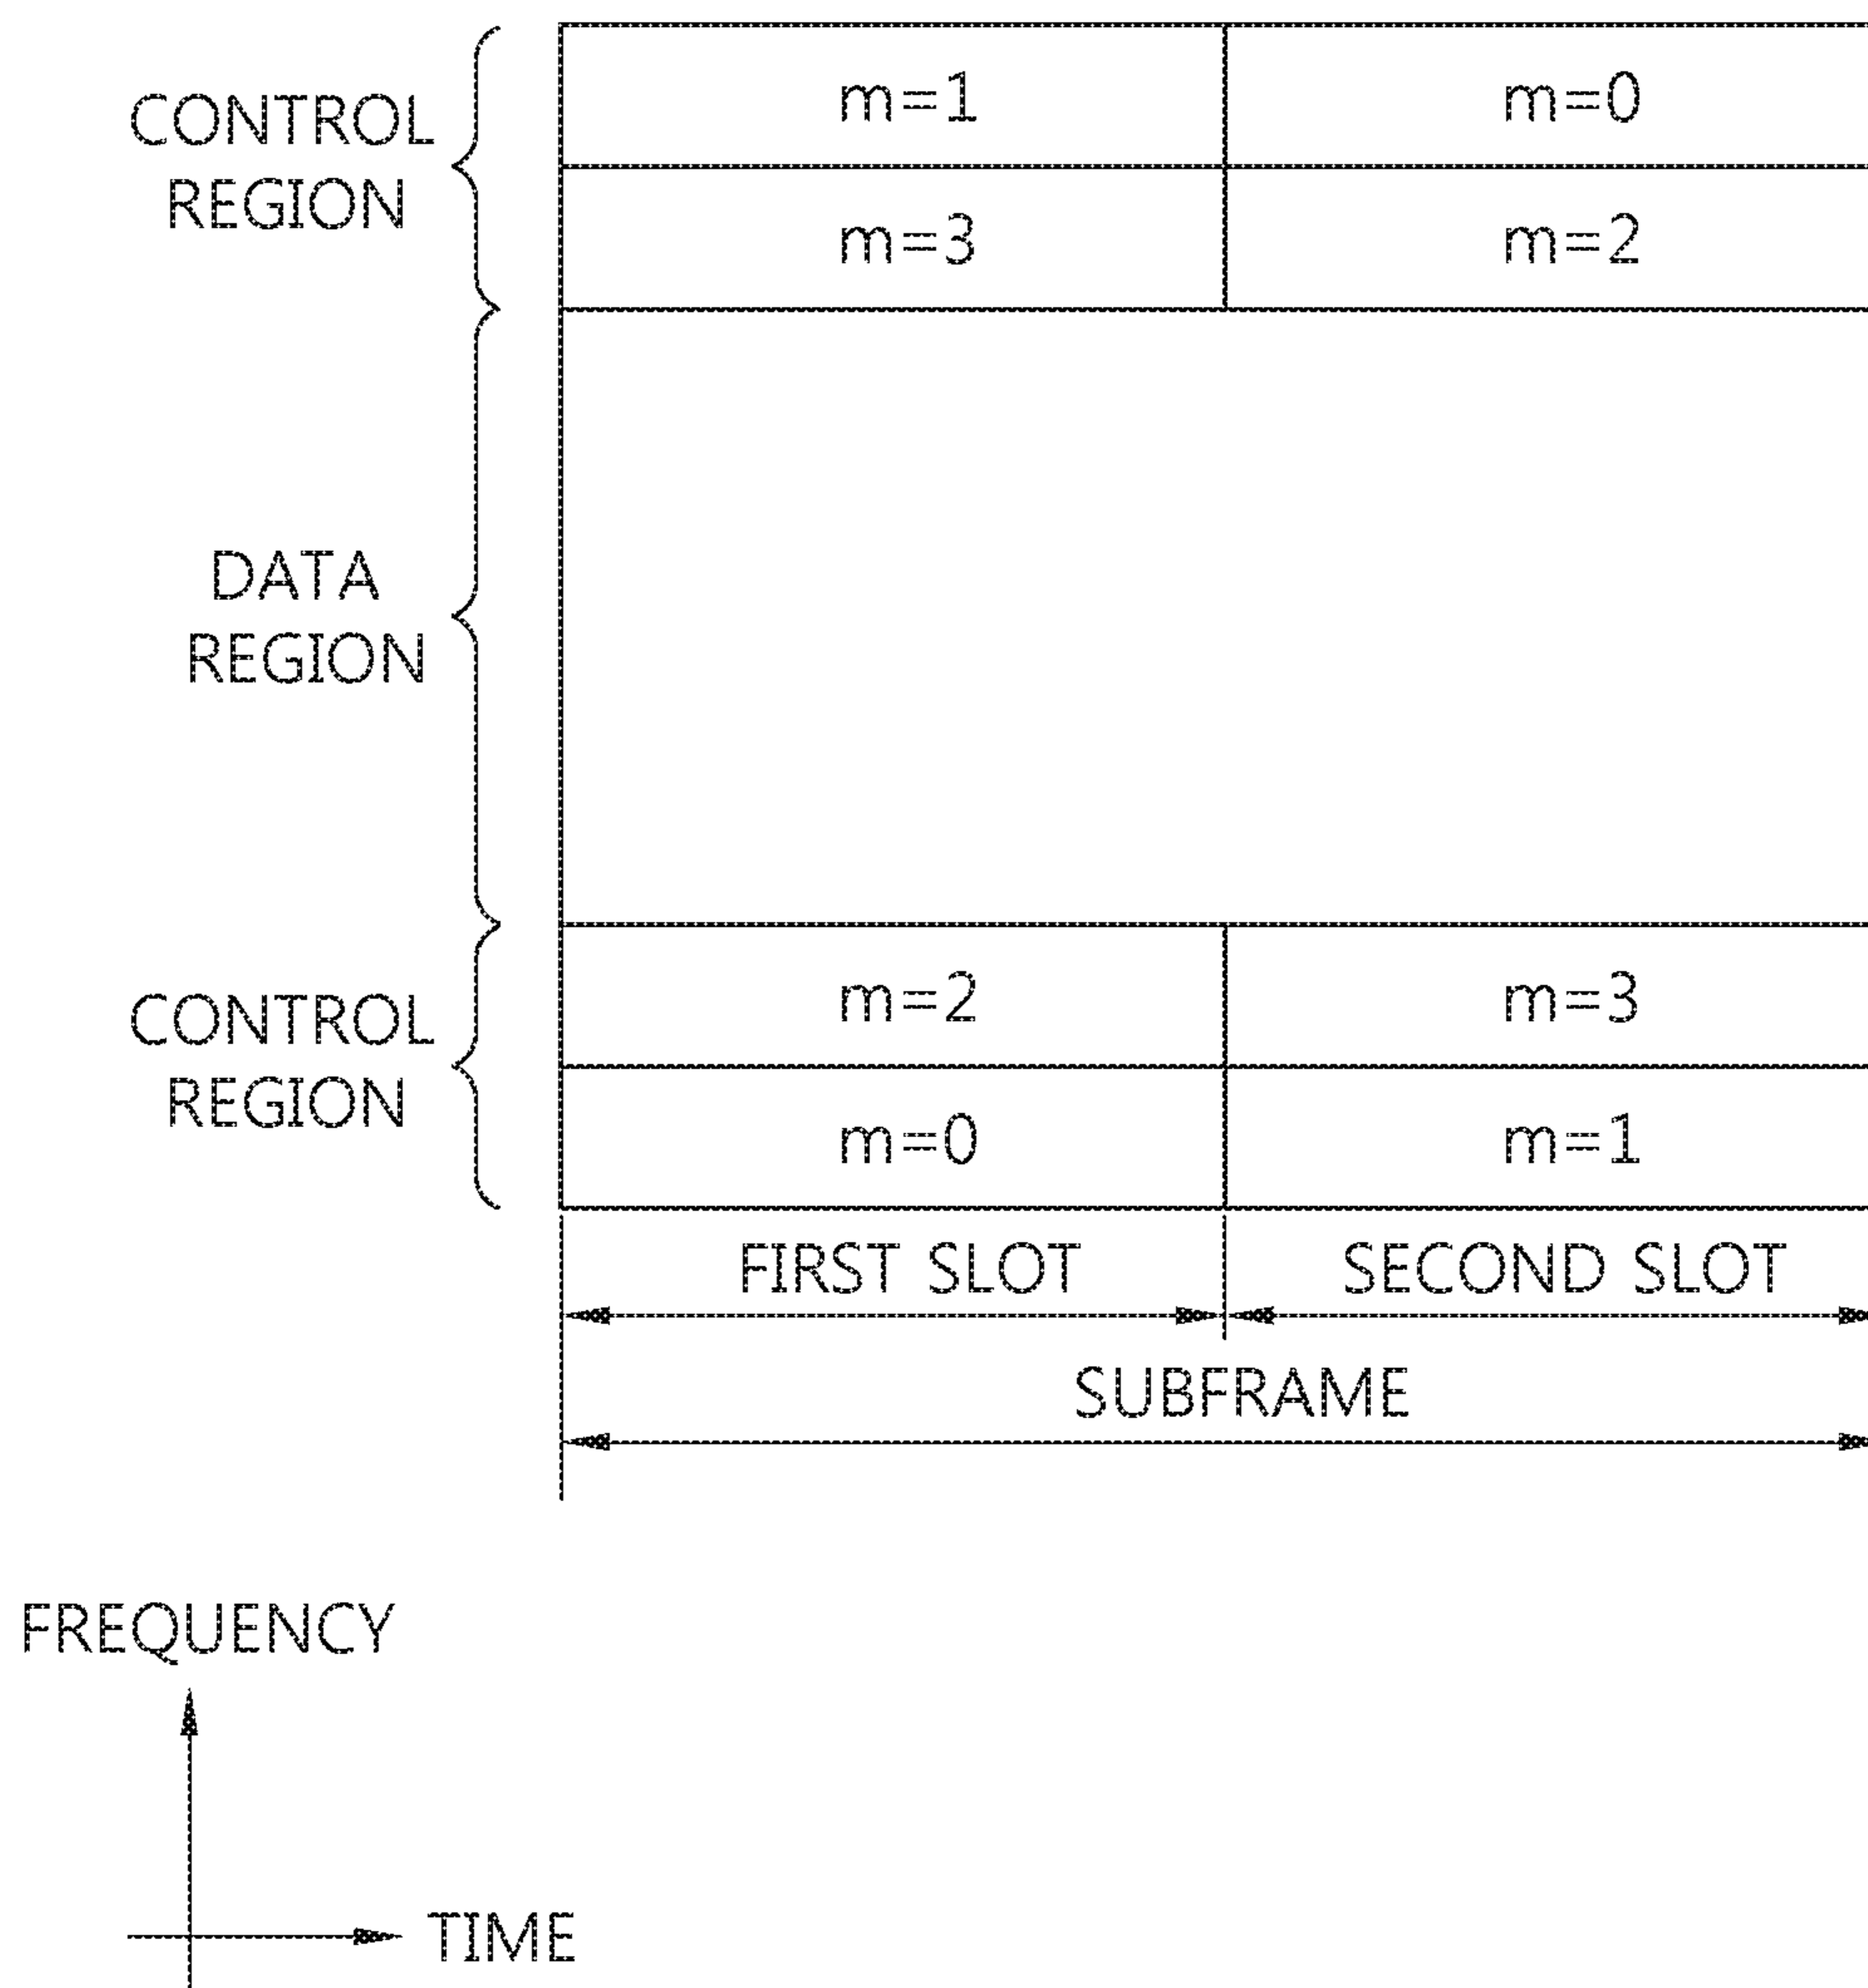 CONTROL
REGION
m=1
m=0
m=3
m=2
DATA
REGION
CONTROL
REGION
m=2
m=3
m=0
m=1
FIRST SLOT
SECOND SLOT
SUBFRAME
FREQUENCY
TIME